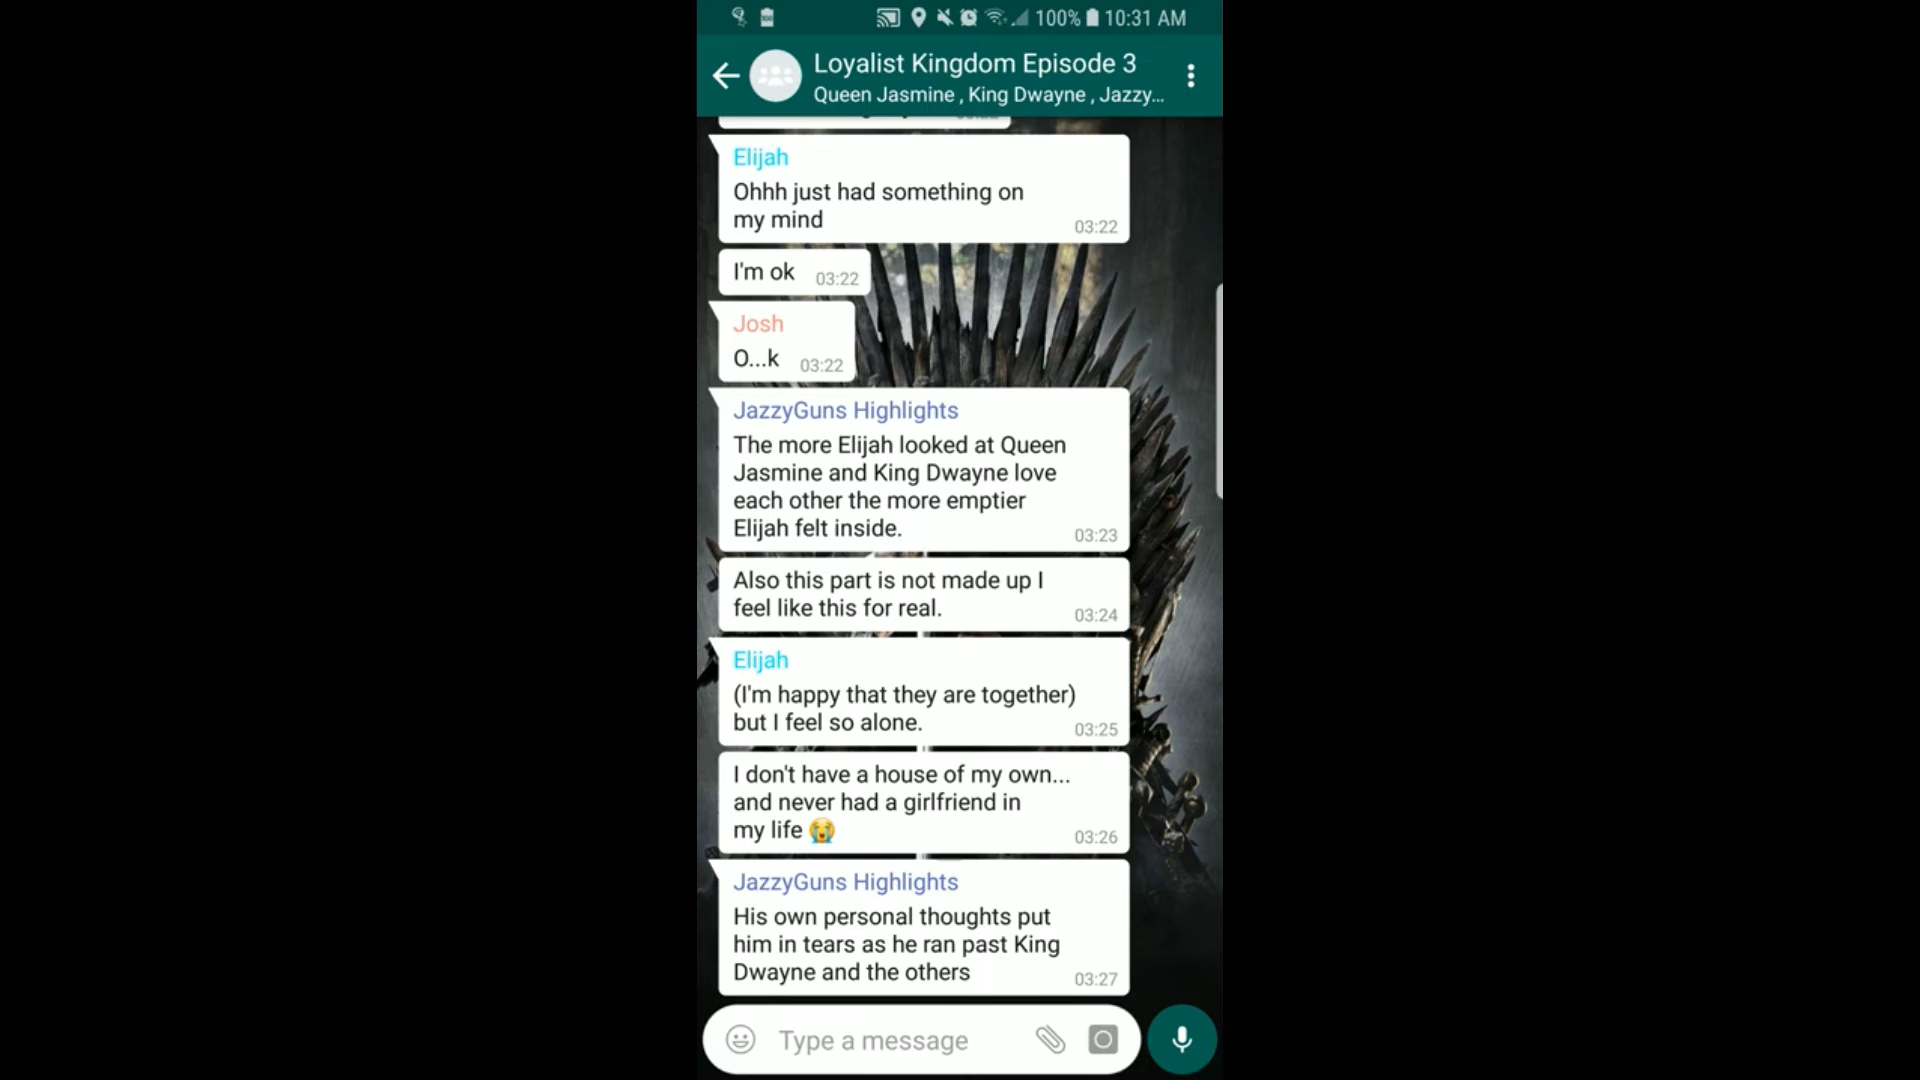 100% 10:31 AM
Loyalist Kingdom Episode 3
Queen Jasmine , King Dwayne , Jazzy...
Elijah
Ohhh just had something on
my mind
03:22
I'm ok 03:22
Josh
O...k 03:22
JazzyGuns Highlights
The more Elijah looked at Queen
Jasmine and King Dwayne love
each other the more emptier
Elijah felt inside.
03:23
Also this part is not made up I
feel like this for real.
03:24
Elijah
(I'm happy that they are together)
but I feel so alone.
03:25
I don't have a house of my own...
and never had a girlfriend in
my life 😭
03:26
JazzyGuns Highlights
His own personal thoughts put
him in tears as he ran past King
Dwayne and the others
03:27
Type a message